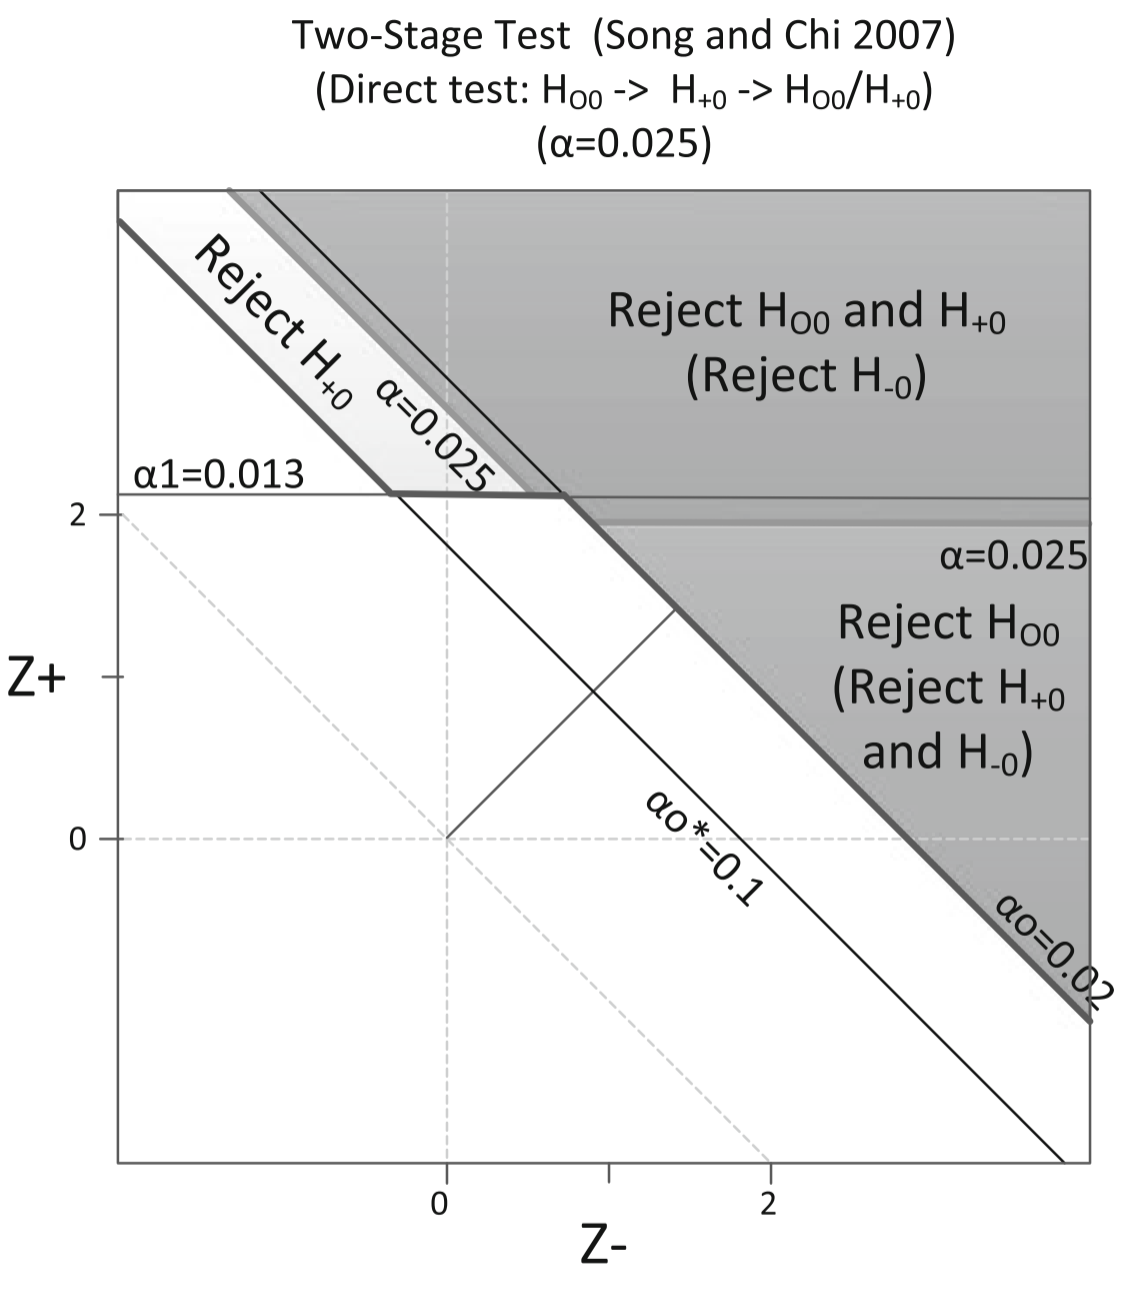 Two-Stage Test (Song and Chi 2007)
(Direct test: HO0 -> H+0 -> HO0/H+0)
(α=0.025)
Reject H+0
α=0.025
Reject HO0 and H+0
(Reject H-0)
α1=0.013
2
α=0.025
Reject HO0
(Reject H+0
and H-0)
Z+
0
αo*=0.1
αo=0.02
0
2
Z-